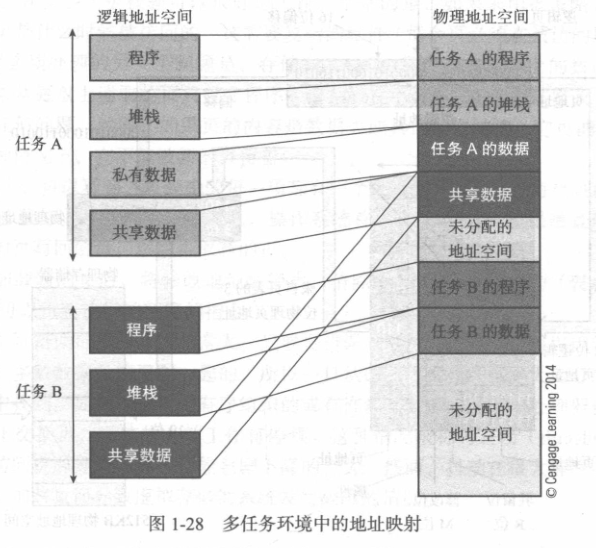 逻辑地址空间
物理地址空间
任务 A
程序
堆栈
私有数据
共享数据
任务 B
程序
堆栈
共享数据
任务 A 的程序
任务 A 的堆栈
任务 A 的数据
共享数据
未分配的
地址空间
任务 B 的程序
任务 B 的数据
未分配的
地址空间
© Cengage Learning 2014
图 1-28 多任务环境中的地址映射